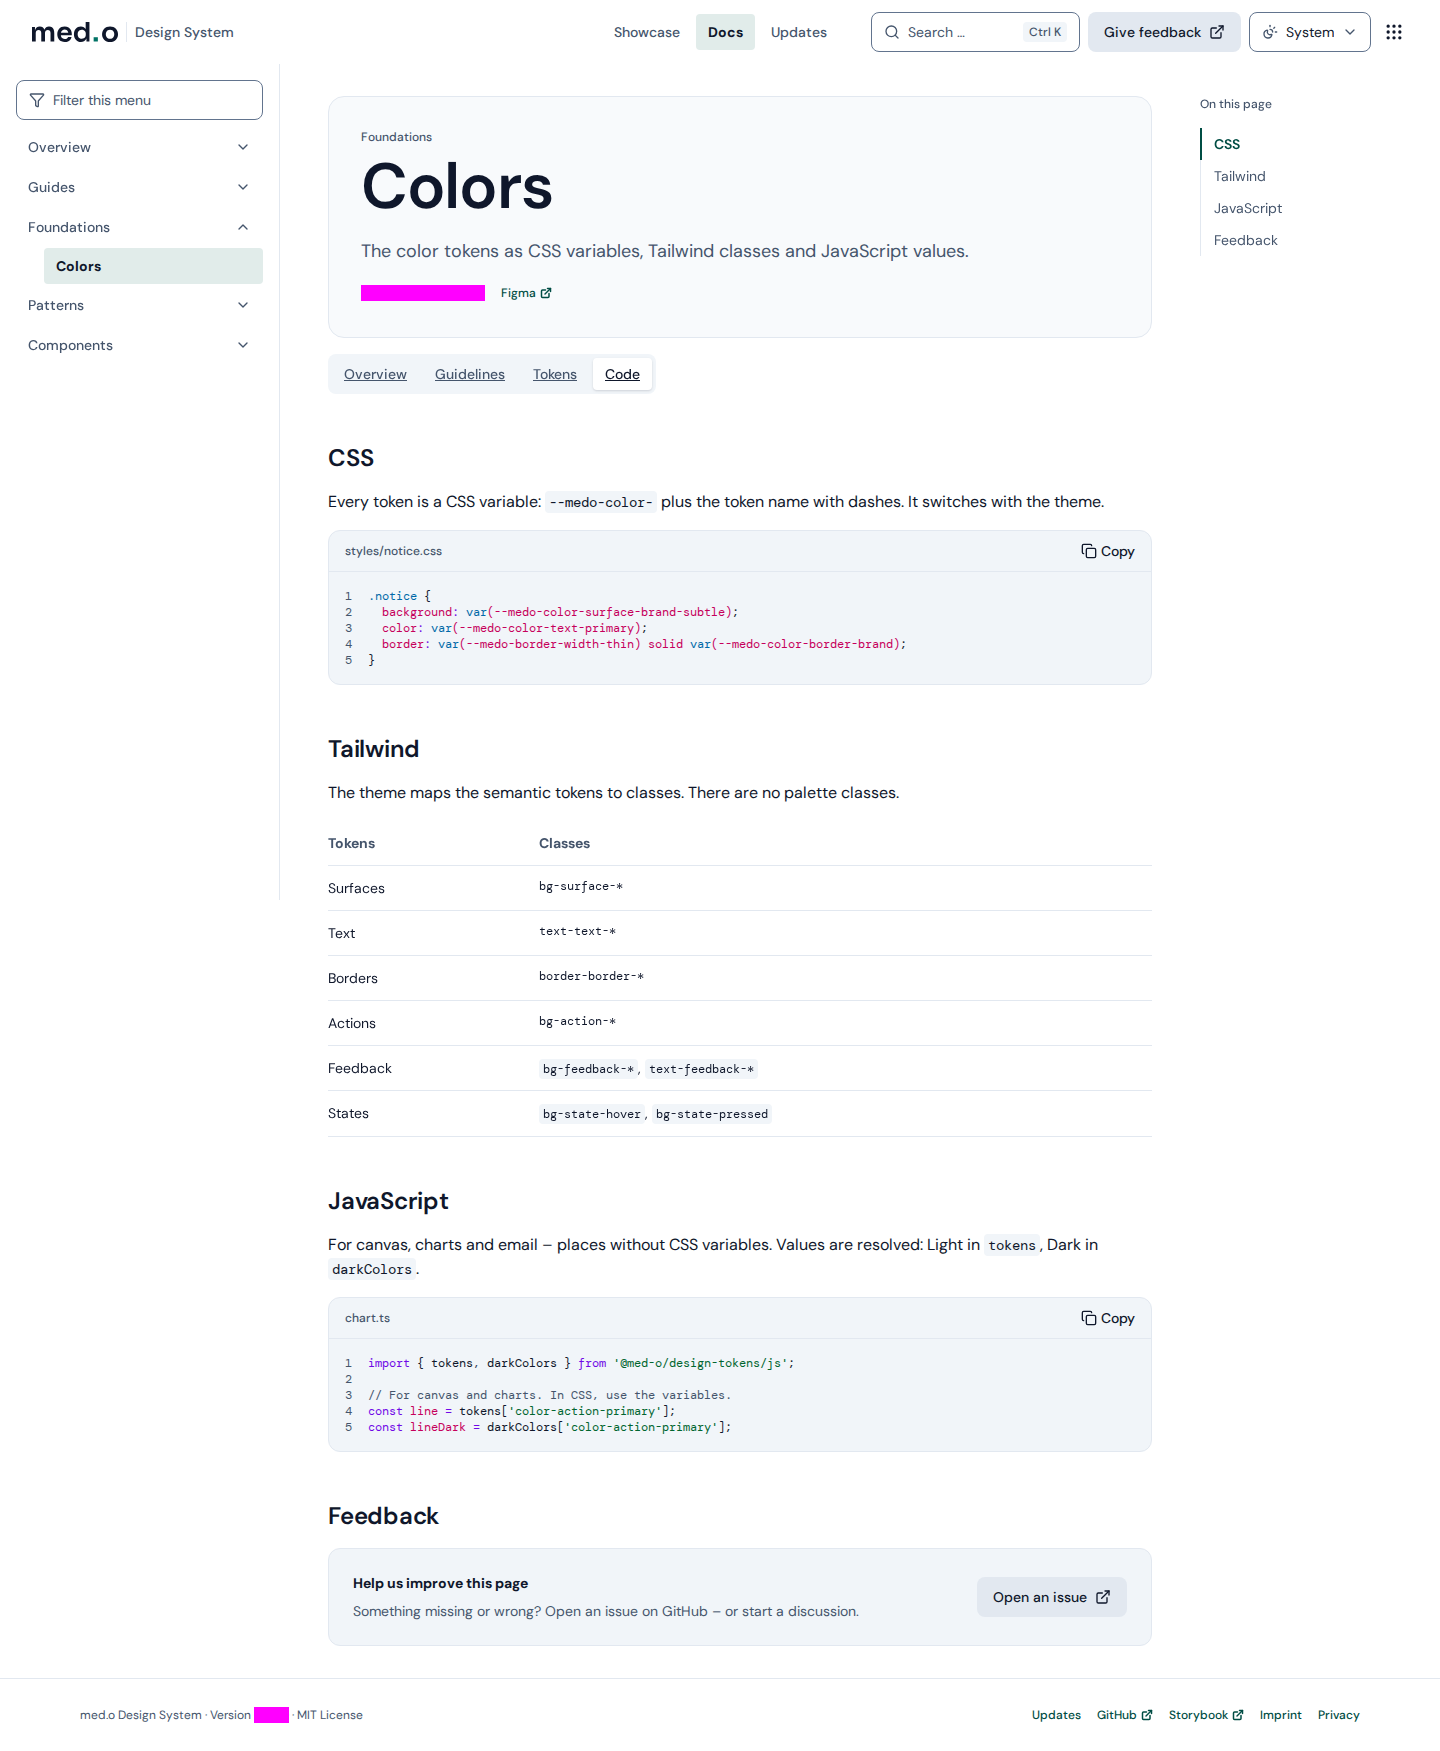 med.o Design System
Showcase Docs Updates
Search ... Ctrl K
Give feedback
System
Filter this menu
Overview
Guides
Foundations
Colors
Patterns
Components
Foundations
Colors
The color tokens as CSS variables, Tailwind classes and JavaScript values.
Figma
Overview Guidelines Tokens Code
On this page
CSS
Tailwind
JavaScript
Feedback
CSS
Every token is a CSS variable: --medo-color- plus the token name with dashes. It switches with the theme.
styles/notice.css Copy
1 .notice {
2 background: var(--medo-color-surface-brand-subtle);
3 color: var(--medo-color-text-primary);
4 border: var(--medo-border-width-thin) solid var(--medo-color-border-brand);
5 }
Tailwind
The theme maps the semantic tokens to classes. There are no palette classes.
Tokens Classes
Surfaces bg-surface-*
Text text-text-*
Borders border-border-*
Actions bg-action-*
Feedback bg-feedback-*, text-feedback-*
States bg-state-hover, bg-state-pressed
JavaScript
For canvas, charts and email – places without CSS variables. Values are resolved: Light in tokens, Dark in
darkColors.
chart.ts Copy
1 import { tokens, darkColors } from '@med-o/design-tokens/js';
2
3 // For canvas and charts. In CSS, use the variables.
4 const line = tokens['color-action-primary'];
5 const lineDark = darkColors['color-action-primary'];
Feedback
Help us improve this page
Something missing or wrong? Open an issue on GitHub – or start a discussion.
Open an issue
med.o Design System · Version · MIT License
Updates GitHub Storybook Imprint Privacy